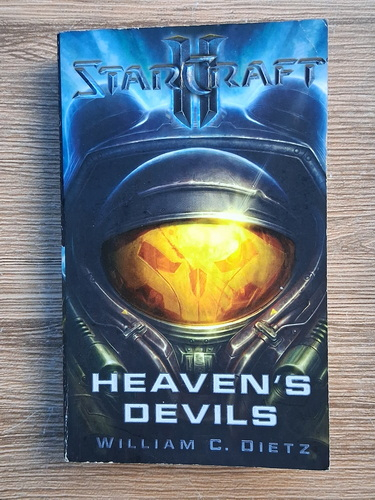 STARCRAFT
II
HEAVEN'S
DEVILS
WILLIAM C. DIETZ